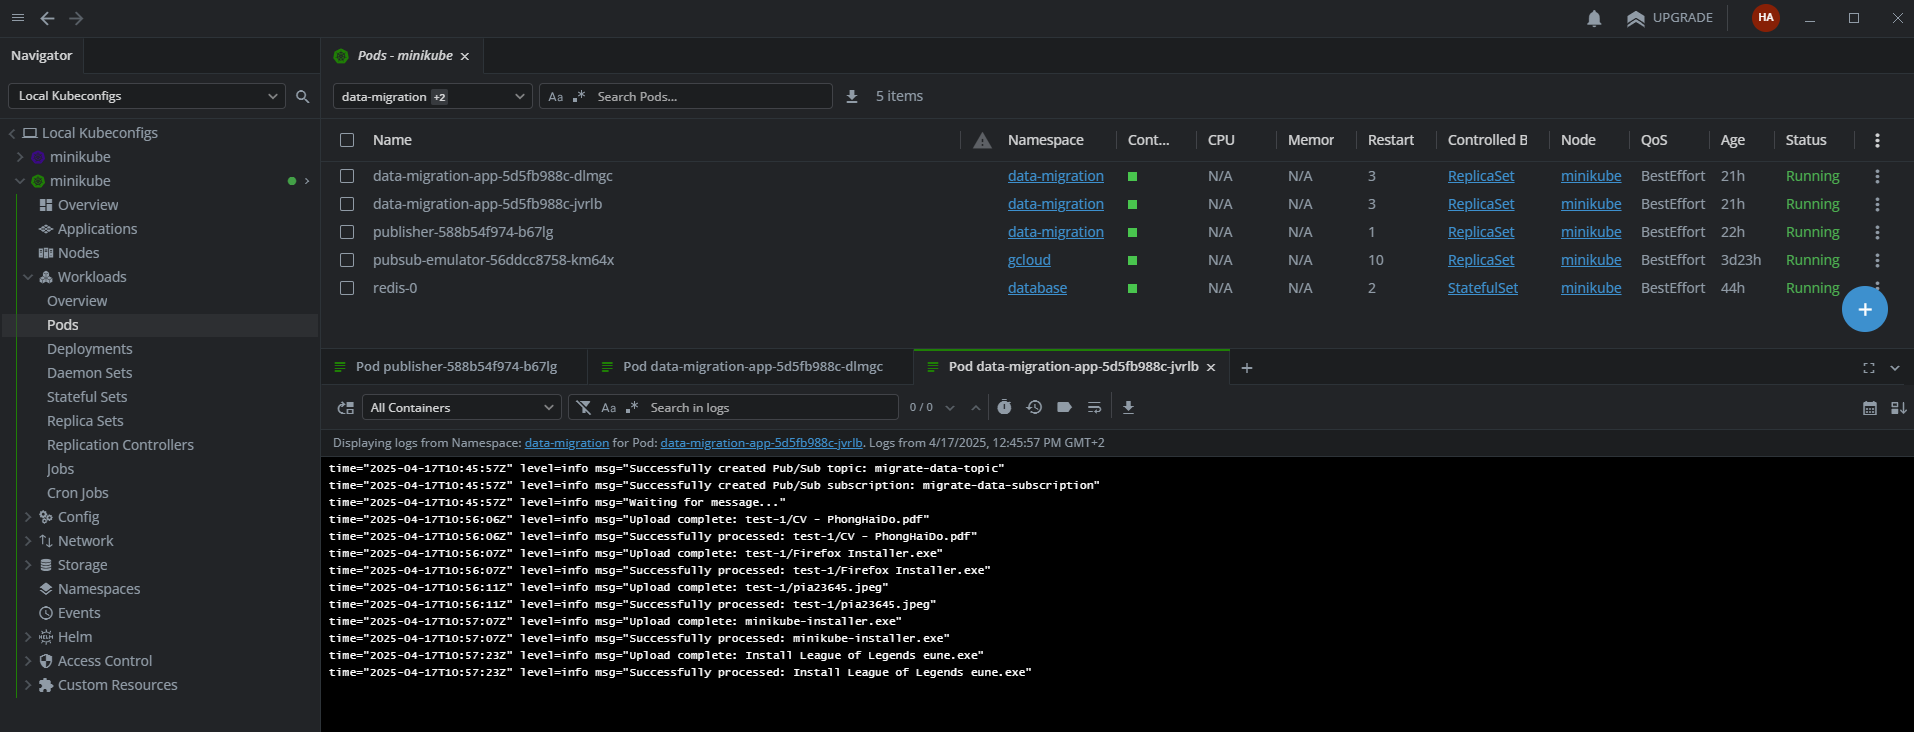 UPGRADE
HA
Navigator
Pods - minikube
Local Kubeconfigs
data-migration +2
Aa .* Search Pods...
5 items
Local Kubeconfigs
minikube
minikube
Overview
Applications
Nodes
Workloads
Overview
Pods
Deployments
Daemon Sets
Stateful Sets
Replica Sets
Replication Controllers
Jobs
Cron Jobs
Config
Network
Storage
Namespaces
Events
Helm
Access Control
Custom Resources
Name Namespace Cont... CPU Memor Restart Controlled B Node QoS Age Status
data-migration-app-5d5fb988c-dlmgc data-migration N/A N/A 3 ReplicaSet minikube BestEffort 21h Running
data-migration-app-5d5fb988c-jvrlb data-migration N/A N/A 3 ReplicaSet minikube BestEffort 21h Running
publisher-588b54f974-b67lg data-migration N/A N/A 1 ReplicaSet minikube BestEffort 22h Running
pubsub-emulator-56ddcc8758-km64x gcloud N/A N/A 10 ReplicaSet minikube BestEffort 3d23h Running
redis-0 database N/A N/A 2 StatefulSet minikube BestEffort 44h Running
Pod publisher-588b54f974-b67lg Pod data-migration-app-5d5fb988c-dlmgc Pod data-migration-app-5d5fb988c-jvrlb
All Containers Aa .* Search in logs 0 / 0
Displaying logs from Namespace: data-migration for Pod: data-migration-app-5d5fb988c-jvrlb. Logs from 4/17/2025, 12:45:57 PM GMT+2
time="2025-04-17T10:45:57Z" level=info msg="Successfully created Pub/Sub topic: migrate-data-topic"
time="2025-04-17T10:45:57Z" level=info msg="Successfully created Pub/Sub subscription: migrate-data-subscription"
time="2025-04-17T10:45:57Z" level=info msg="Waiting for message..."
time="2025-04-17T10:56:06Z" level=info msg="Upload complete: test-1/CV - PhongHaiDo.pdf"
time="2025-04-17T10:56:06Z" level=info msg="Successfully processed: test-1/CV - PhongHaiDo.pdf"
time="2025-04-17T10:56:07Z" level=info msg="Upload complete: test-1/Firefox Installer.exe"
time="2025-04-17T10:56:07Z" level=info msg="Successfully processed: test-1/Firefox Installer.exe"
time="2025-04-17T10:56:11Z" level=info msg="Upload complete: test-1/pia23645.jpeg"
time="2025-04-17T10:56:11Z" level=info msg="Successfully processed: test-1/pia23645.jpeg"
time="2025-04-17T10:57:07Z" level=info msg="Upload complete: minikube-installer.exe"
time="2025-04-17T10:57:07Z" level=info msg="Successfully processed: minikube-installer.exe"
time="2025-04-17T10:57:23Z" level=info msg="Upload complete: Install League of Legends eune.exe"
time="2025-04-17T10:57:23Z" level=info msg="Successfully processed: Install League of Legends eune.exe"